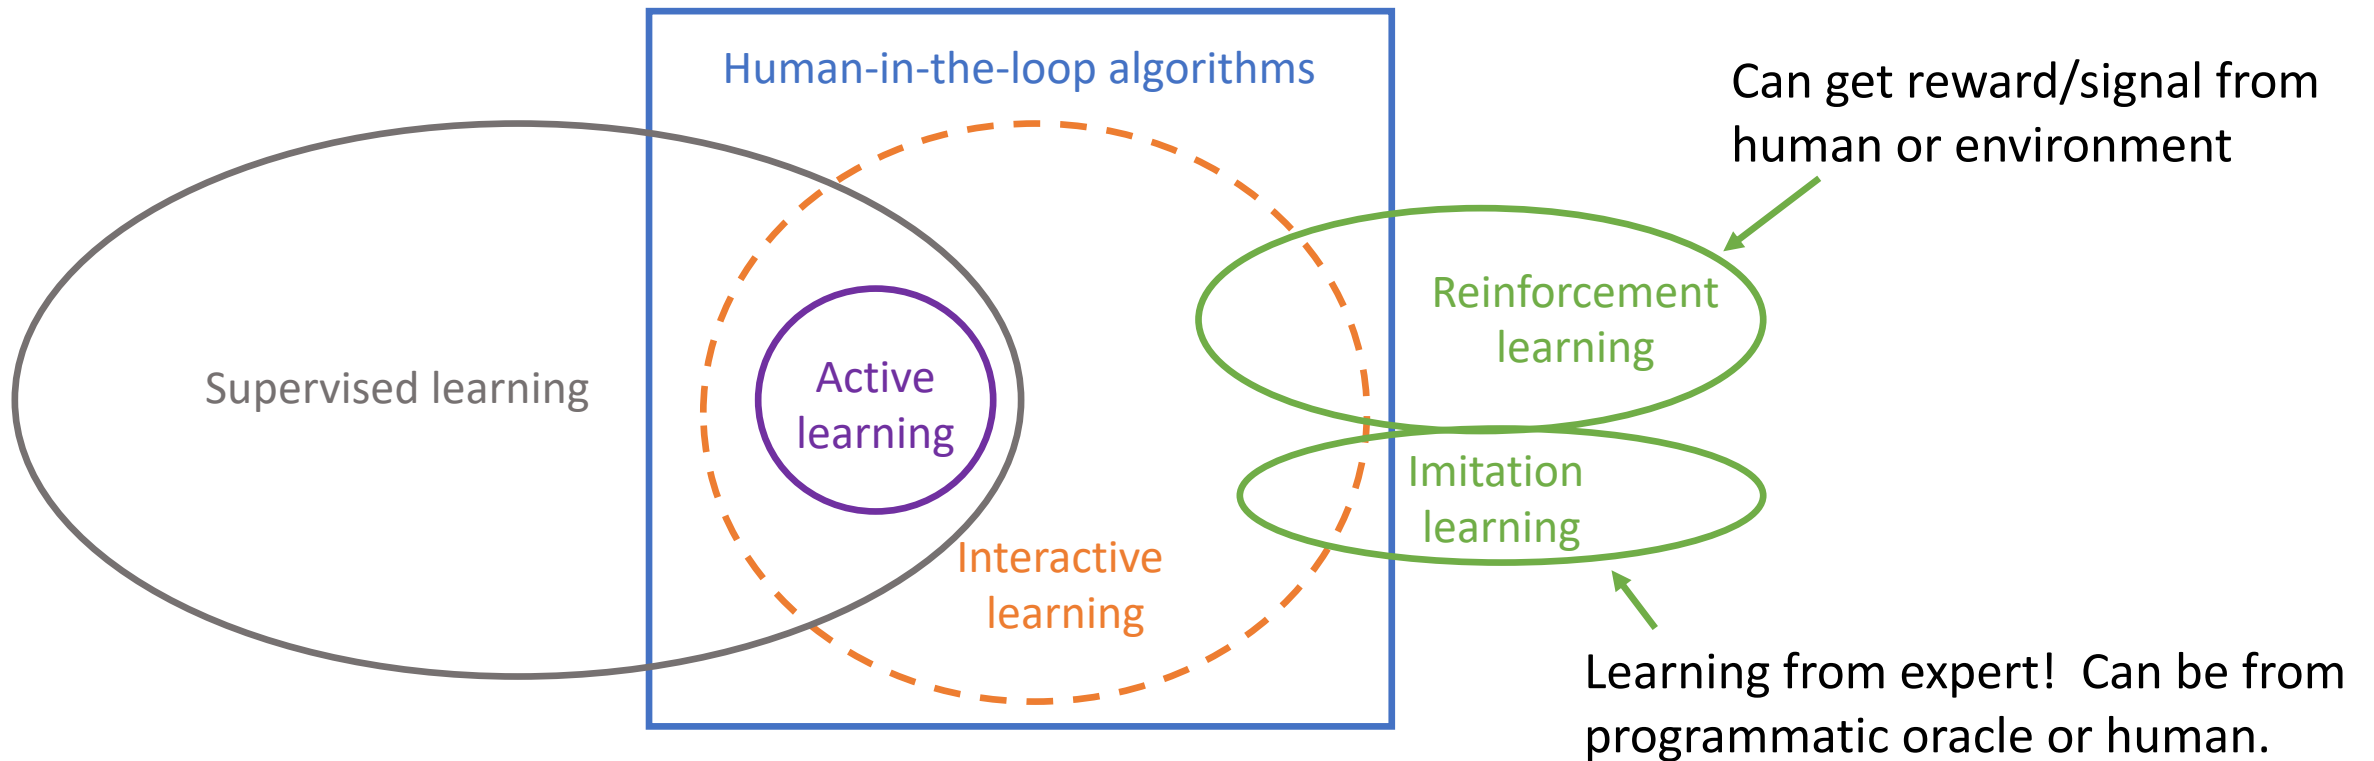 Human-in-the-loop algorithms
Can get reward/signal from
human or environment
Supervised learning
Active
learning
Interactive
learning
Reinforcement
learning
Imitation
learning
Learning from expert!  Can be from
programmatic oracle or human.